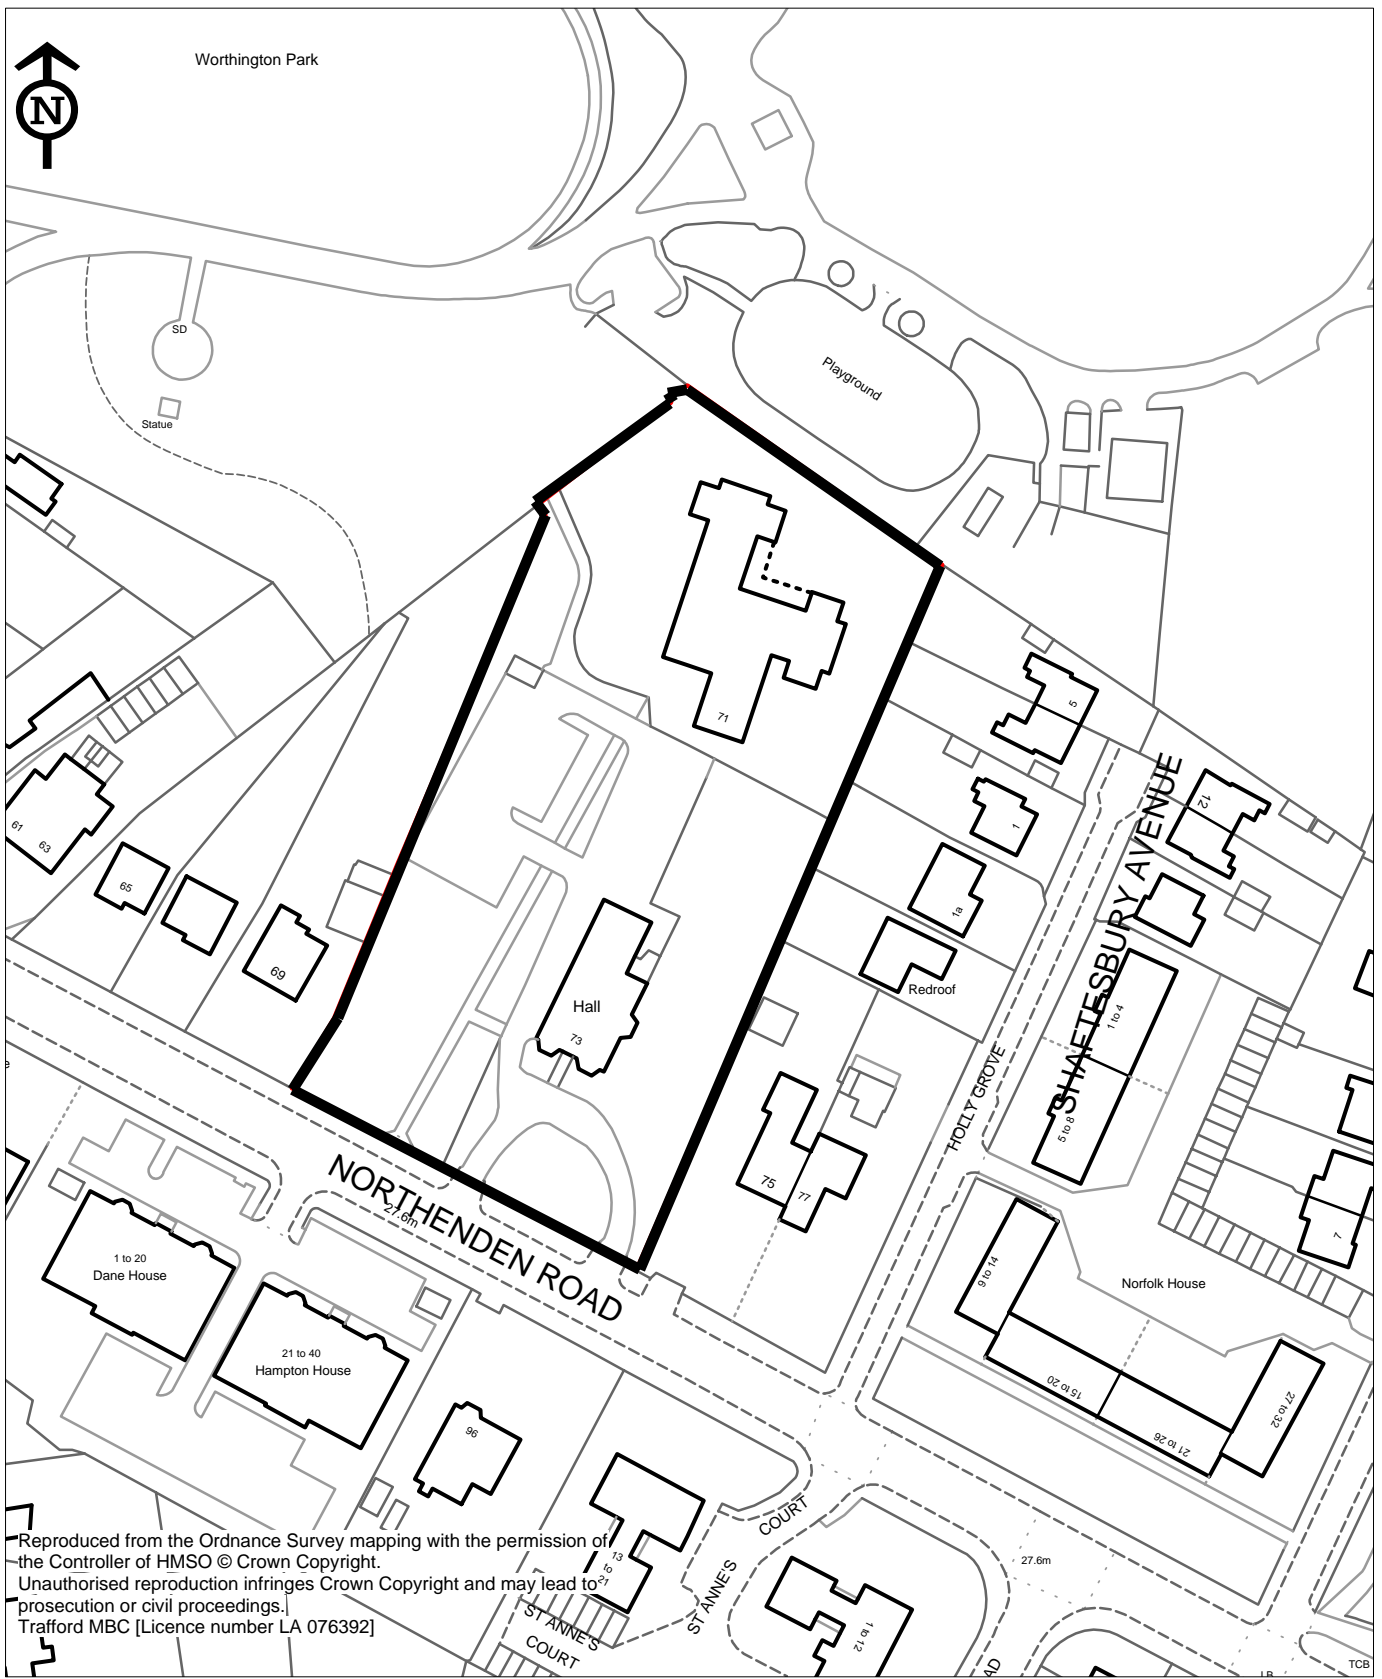 Worthington Park
N
SD
Statue
Playground
71
5
12
1
1a
Redroof
SHAFTESBURY AVENUE
61
63
65
69
Hall
73
1 to 4
5 to 8
HOLLY GROVE
75
77
7
NORTHENDEN ROAD
27.6m
1 to 20
Dane House
21 to 40
Hampton House
9 to 14
Norfolk House
15 to 20
21 to 26
27 to 32
96
COURT
ST ANNE'S
13
to
21
ST ANNE'S
COURT
1 to 12
27.6m
AD
LB
TCB
Reproduced from the Ordnance Survey mapping with the permission of
the Controller of HMSO © Crown Copyright.
Unauthorised reproduction infringes Crown Copyright and may lead to
prosecution or civil proceedings.
Trafford MBC [Licence number LA 076392]